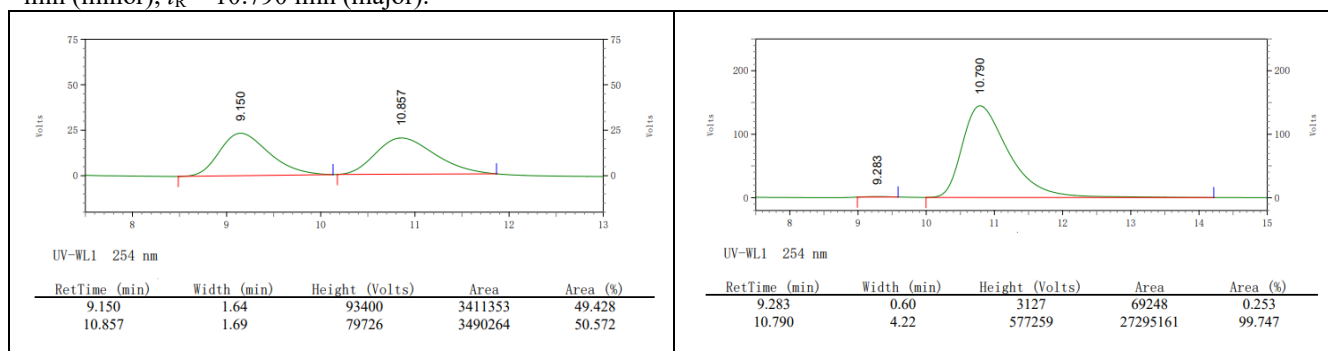 min (minor), tR = 10.790 min (major).
75
50
25
0
Volts
9.150
10.857
75
50
25
0
Volts
8 9 10 11 12 13
UV-WL1 254 nm
RetTime (min) Width (min) Height (Volts) Area Area (%)
9.150 1.64 93400 3411353 49.428
10.857 1.69 79726 3490264 50.572
200
100
0
Volts
9.283
10.790
200
100
0
Volts
8 9 10 11 12 13 14 15
UV-WL1 254 nm
RetTime (min) Width (min) Height (Volts) Area Area (%)
9.283 0.60 3127 69248 0.253
10.790 4.22 577259 27295161 99.747